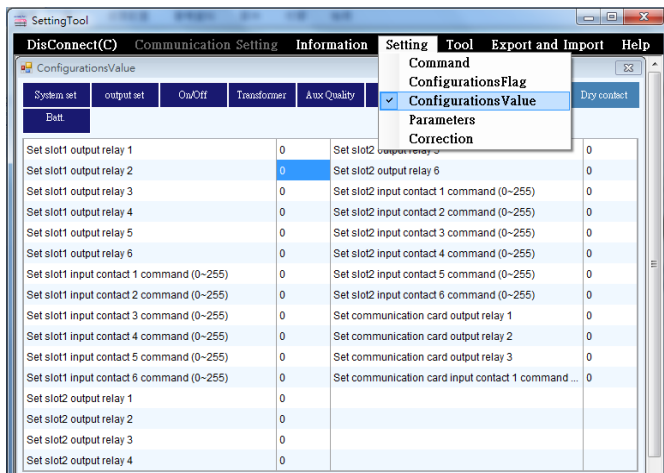 SettingTool
DisConnect(C) Communication Setting Information Setting Tool Export and Import Help
Command
ConfigurationsFlag
ConfigurationsValue
Parameters
Correction
ConfigurationsValue
System set output set On/Off Transformer Aux Quality Dry contact
Batt.
Set slot1 output relay 1 0 Set slot2 output relay 5 0
Set slot1 output relay 2 0 Set slot2 output relay 6 0
Set slot1 output relay 3 0 Set slot2 input contact 1 command (0~255) 0
Set slot1 output relay 4 0 Set slot2 input contact 2 command (0~255) 0
Set slot1 output relay 5 0 Set slot2 input contact 3 command (0~255) 0
Set slot1 output relay 6 0 Set slot2 input contact 4 command (0~255) 0
Set slot1 input contact 1 command (0~255) 0 Set slot2 input contact 5 command (0~255) 0
Set slot1 input contact 2 command (0~255) 0 Set slot2 input contact 6 command (0~255) 0
Set slot1 input contact 3 command (0~255) 0 Set communication card output relay 1 0
Set slot1 input contact 4 command (0~255) 0 Set communication card output relay 2 0
Set slot1 input contact 5 command (0~255) 0 Set communication card output relay 3 0
Set slot1 input contact 6 command (0~255) 0 Set communication card input contact 1 command ... 0
Set slot2 output relay 1 0
Set slot2 output relay 2 0
Set slot2 output relay 3 0
Set slot2 output relay 4 0